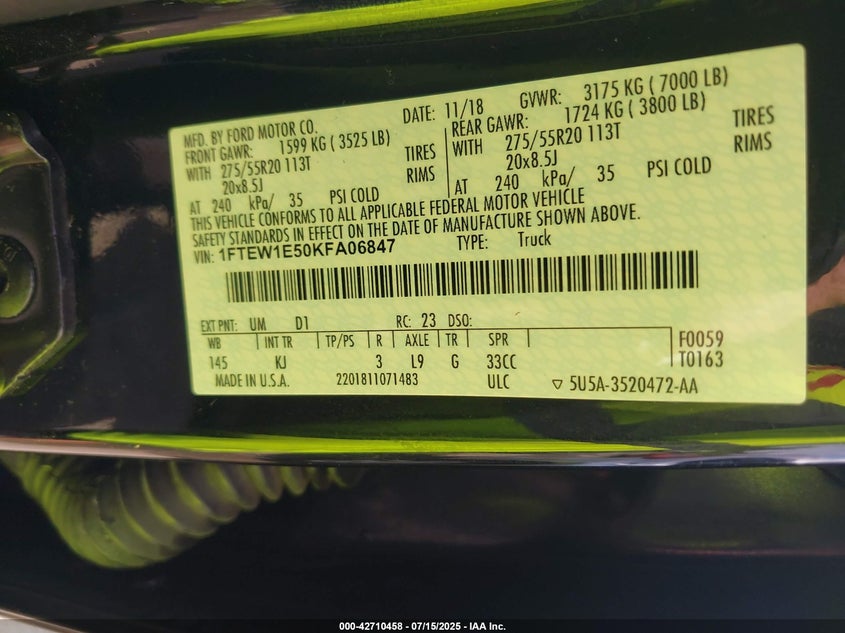 MFD. BY FORD MOTOR CO. DATE: 11/18 GVWR: 3175 KG ( 7000 LB)
FRONT GAWR: 1599 KG ( 3525 LB) REAR GAWR: 1724 KG ( 3800 LB)
WITH 275/55R20 113T TIRES WITH 275/55R20 113T TIRES
20x8.5J RIMS 20x8.5J RIMS
AT 240 kPa/ 35 PSI COLD AT 240 kPa/ 35 PSI COLD
THIS VEHICLE CONFORMS TO ALL APPLICABLE FEDERAL MOTOR VEHICLE
SAFETY STANDARDS IN EFFECT ON THE DATE OF MANUFACTURE SHOWN ABOVE.
VIN: 1FTEW1E50KFA06847 TYPE: Truck
EXT PNT: UM D1 RC: 23 DSO:
WB INT TR TP/PS R AXLE TR SPR F0059
145 KJ 3 L9 G 33CC T0163
MADE IN U.S.A. 2201811071483 ULC ▽ 5U5A-3520472-AA
000-42710458 - 07/15/2025 - IAA Inc.